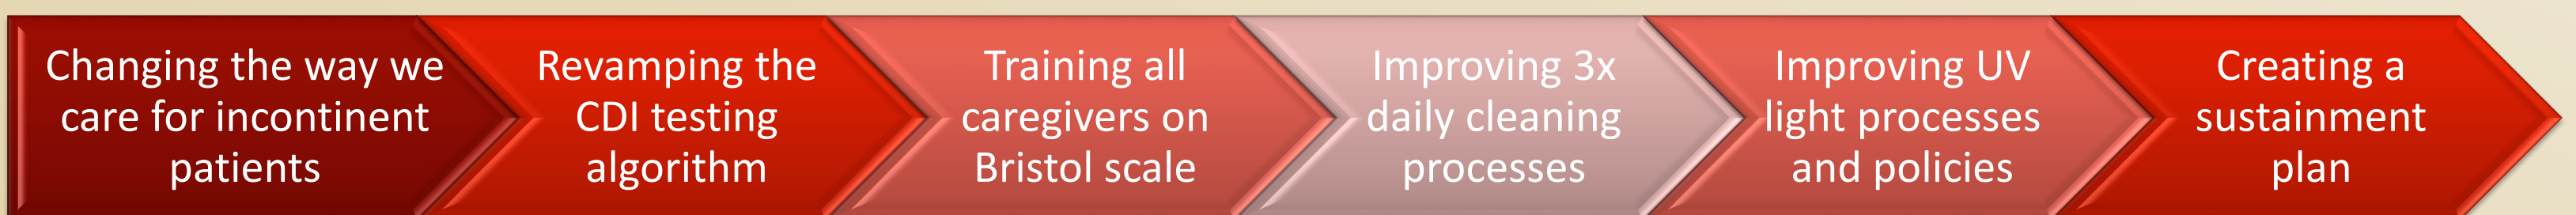 Changing the way we
care for incontinent
patients
Revamping the
CDI testing
algorithm
Training all
caregivers on
Bristol scale
Improving 3x
daily cleaning
processes
Improving UV
light processes
and policies
Creating a
sustainment
plan